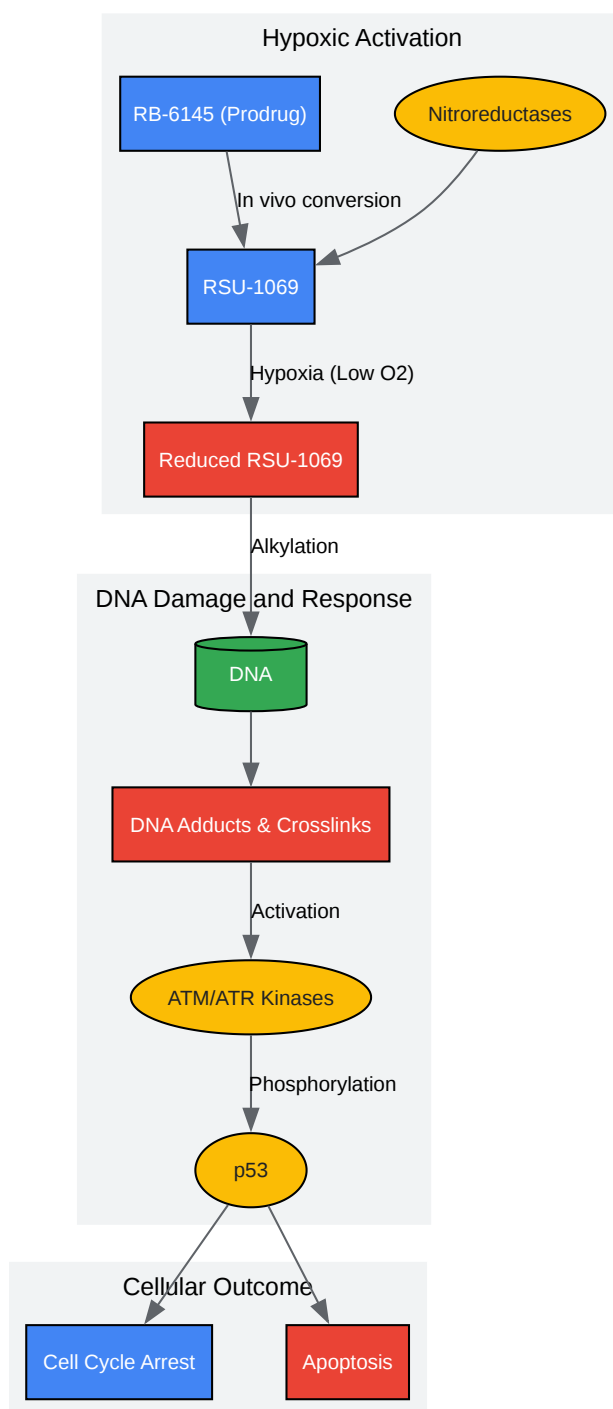 Hypoxic Activation
RB-6145 (Prodrug)
Nitroreductases
In vivo conversion
RSU-1069
Hypoxia (Low O2)
Reduced RSU-1069
Alkylation
DNA Damage and Response
DNA
DNA Adducts & Crosslinks
Activation
ATM/ATR Kinases
Phosphorylation
p53
Cellular Outcome
Cell Cycle Arrest
Apoptosis